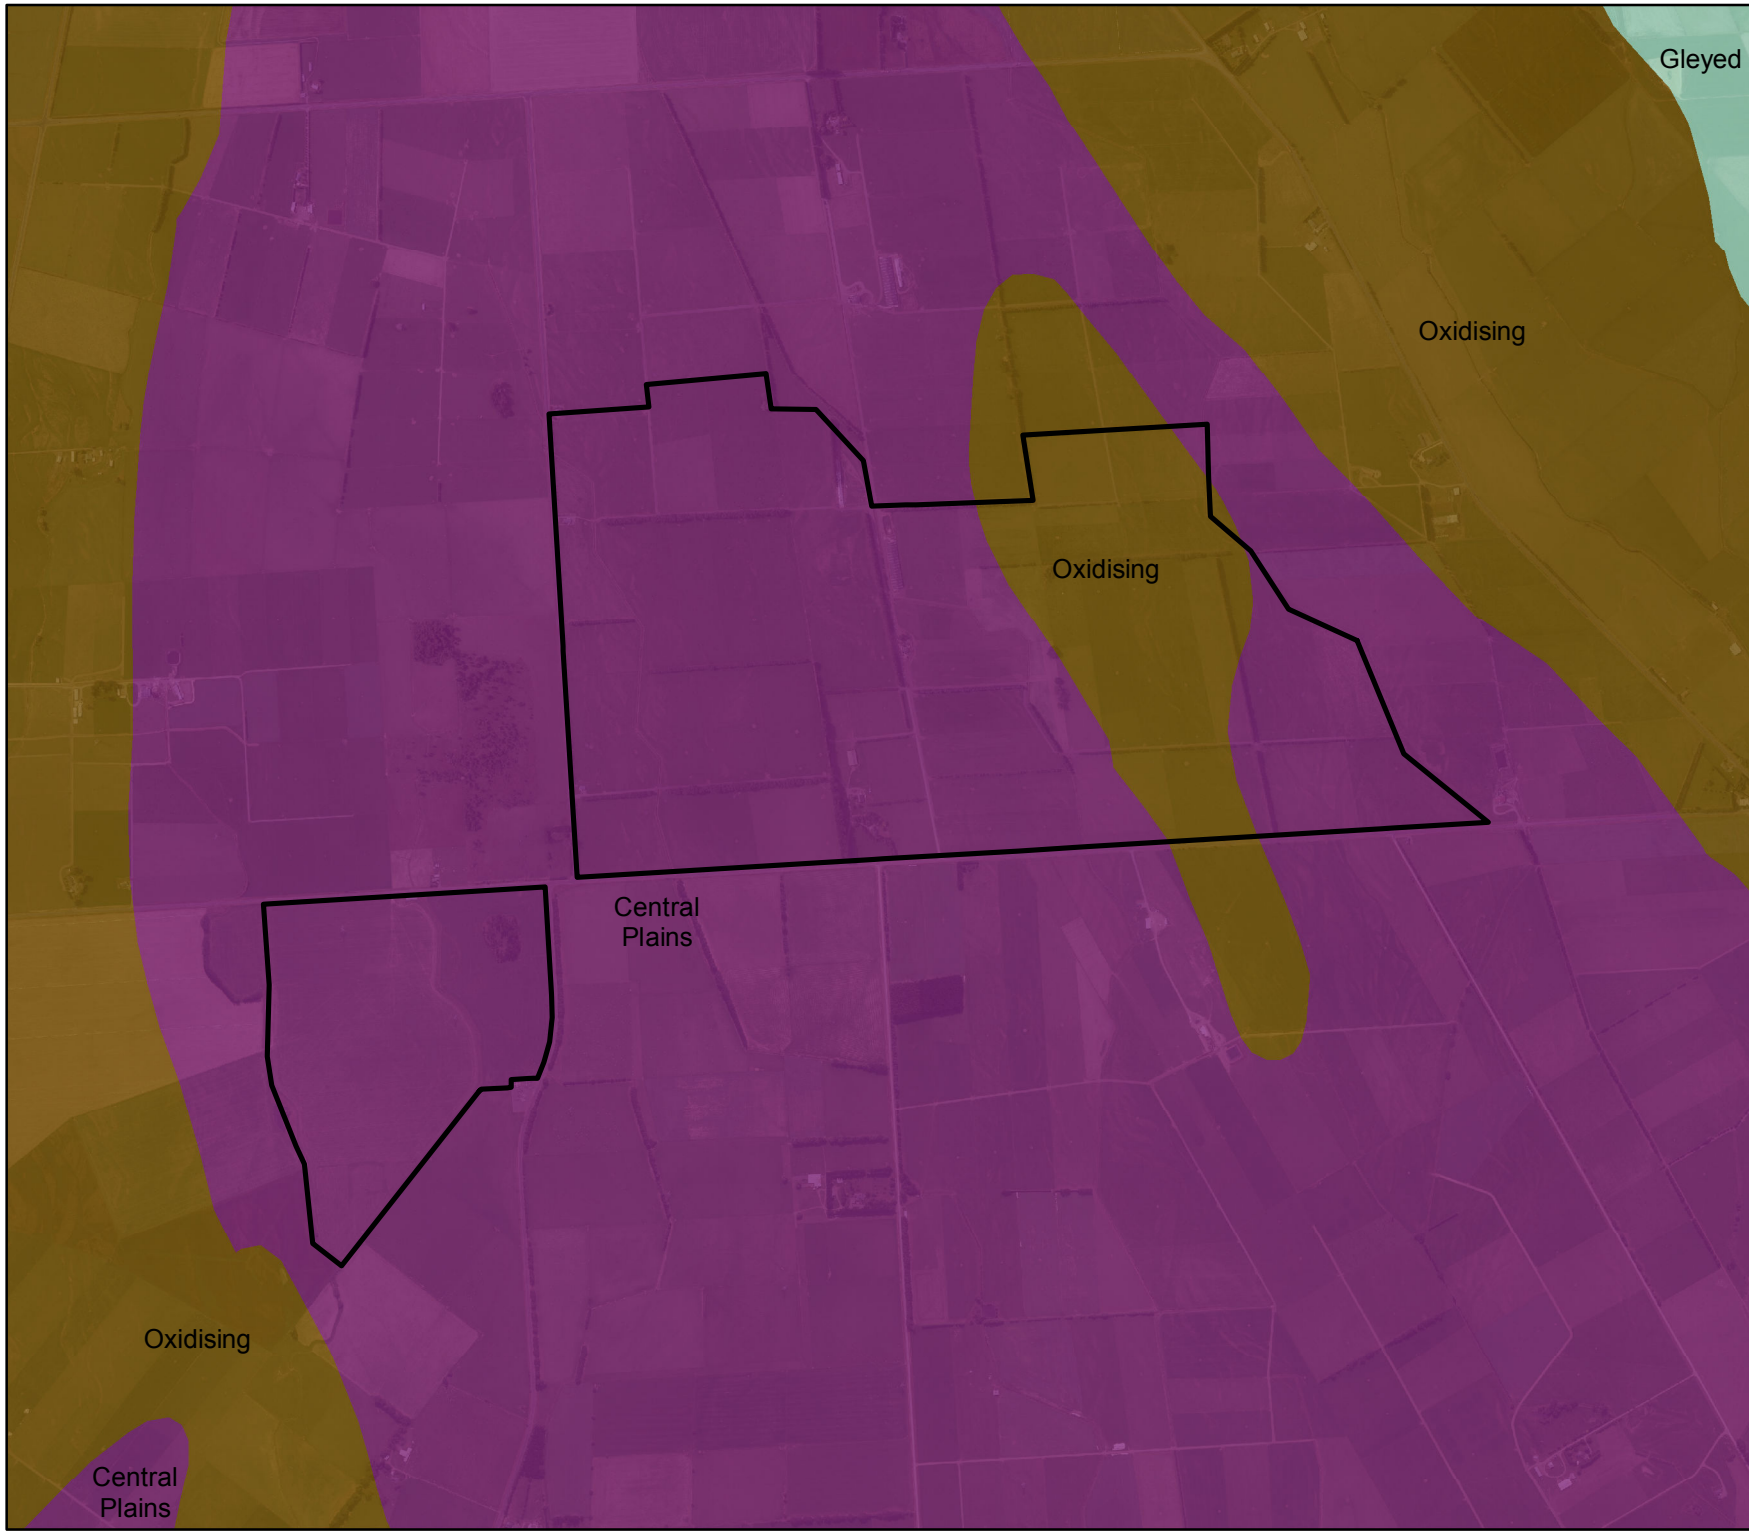 Gleyed
Oxidising
Oxidising
Central
Plains
Oxidising
Central
Plains